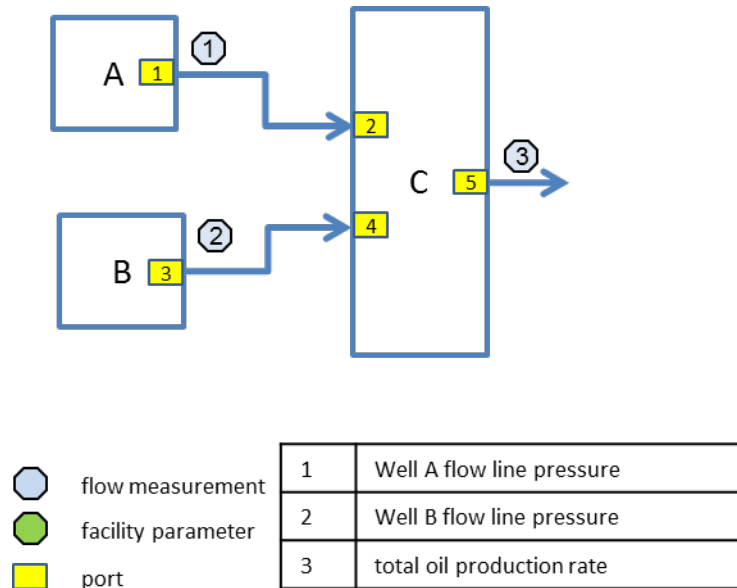 A
1
1
2
C
5
3
4
2
B
3
flow measurement
facility parameter
port
1 Well A flow line pressure
2 Well B flow line pressure
3 total oil production rate